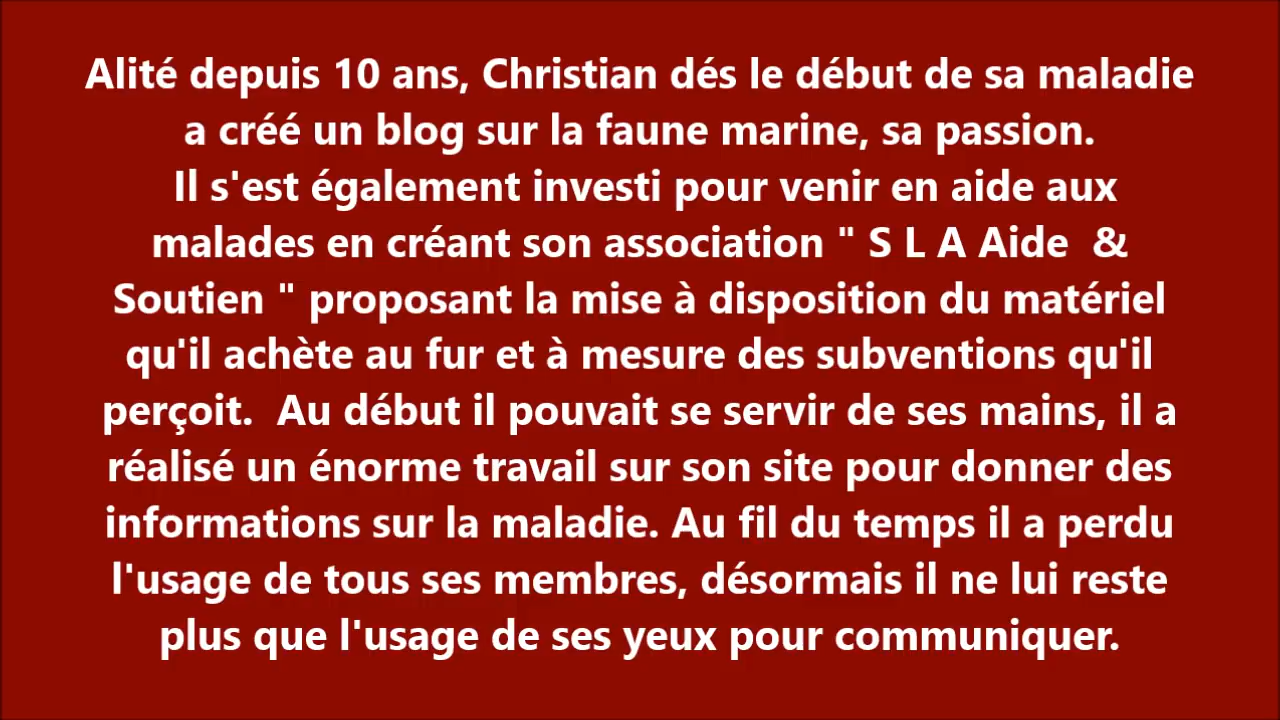 Alité depuis 10 ans, Christian dés le début de sa maladie
a créé un blog sur la faune marine, sa passion.
Il s'est également investi pour venir en aide aux
malades en créant son association " S L A Aide  &
Soutien " proposant la mise à disposition du matériel
qu'il achète au fur et à mesure des subventions qu'il
perçoit.  Au début il pouvait se servir de ses mains, il a
réalisé un énorme travail sur son site pour donner des
informations sur la maladie. Au fil du temps il a perdu
l'usage de tous ses membres, désormais il ne lui reste
plus que l'usage de ses yeux pour communiquer.